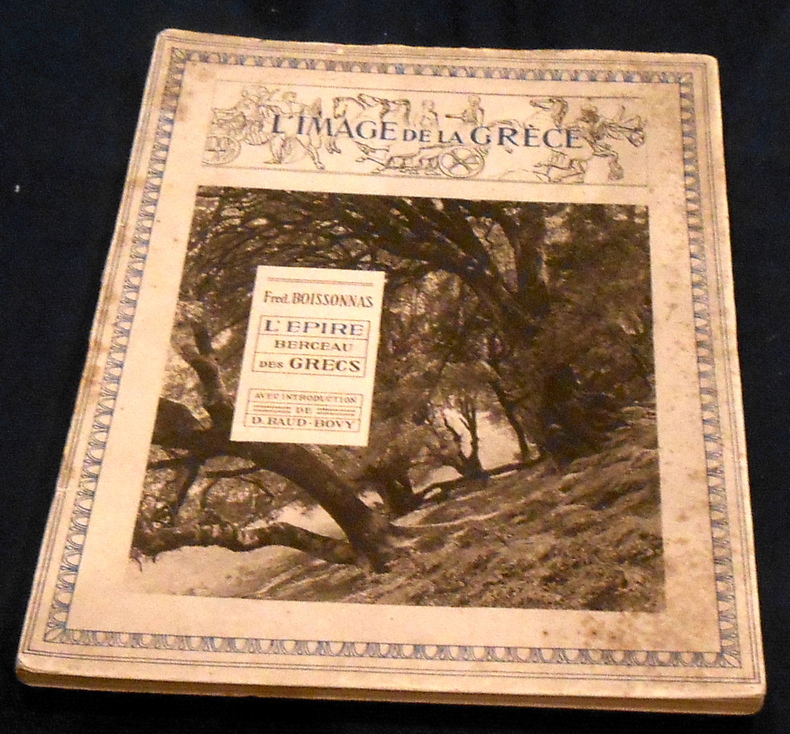 L'IMAGE DE LA GRÈCE
Fred. BOISSONNAS
L'EPIRE
BERCEAU
DES GRECS
AVEC INTRODUCTION
DE
D. BAUD-BOVY